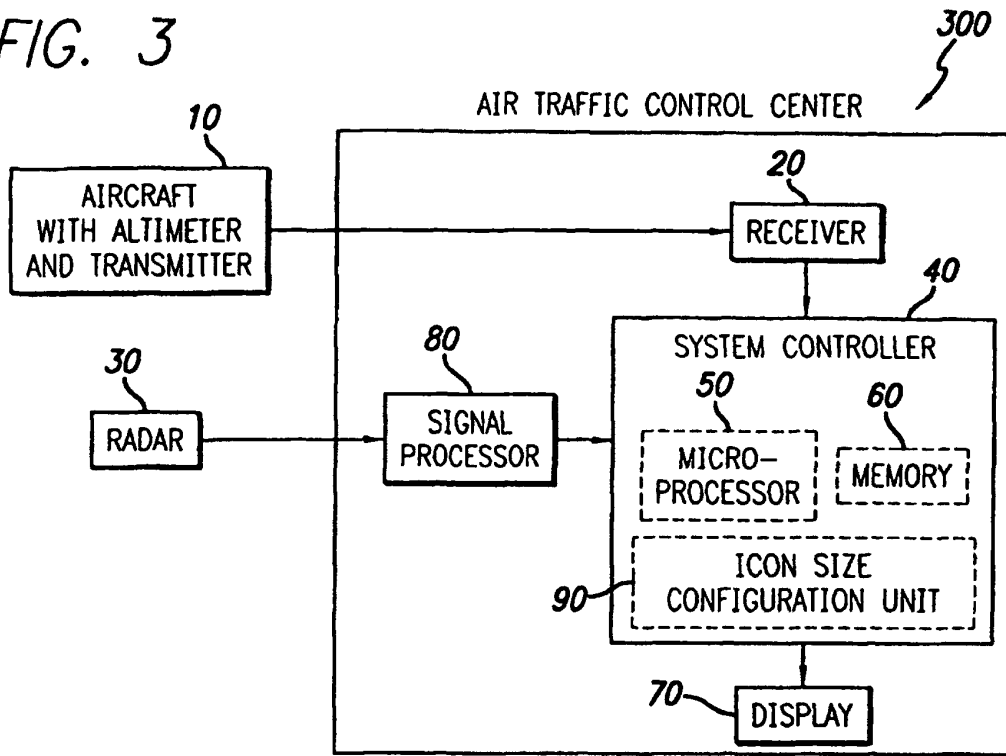 FIG. 3
300
AIR TRAFFIC CONTROL CENTER
10
AIRCRAFT
WITH ALTIMETER
AND TRANSMITTER
20
RECEIVER
40
SYSTEM CONTROLLER
30
RADAR
80
SIGNAL
PROCESSOR
50
MICRO-
PROCESSOR
60
MEMORY
90
ICON SIZE
CONFIGURATION UNIT
70
DISPLAY